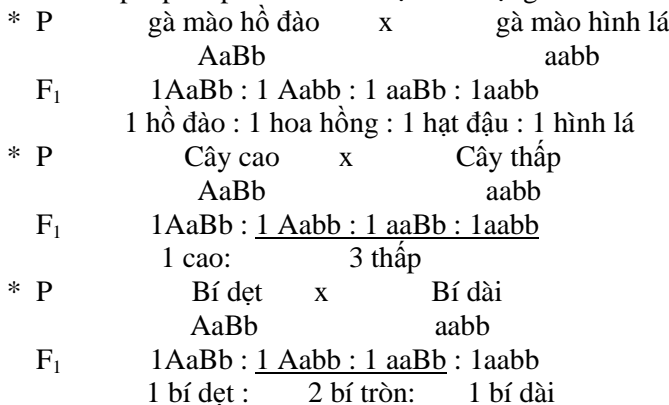 * P gà mào hồ đào x gà mào hình lá
AaBb aabb
F1 1AaBb : 1 Aabb : 1 aaBb : 1aabb
1 hồ đào : 1 hoa hồng : 1 hạt đậu : 1 hình lá
* P Cây cao x Cây thấp
AaBb aabb
F1 1AaBb : 1 Aabb : 1 aaBb : 1aabb
1 cao: 3 thấp
* P Bí dẹt x Bí dài
AaBb aabb
F1 1AaBb : 1 Aabb : 1 aaBb : 1aabb
1 bí dẹt : 2 bí tròn: 1 bí dài